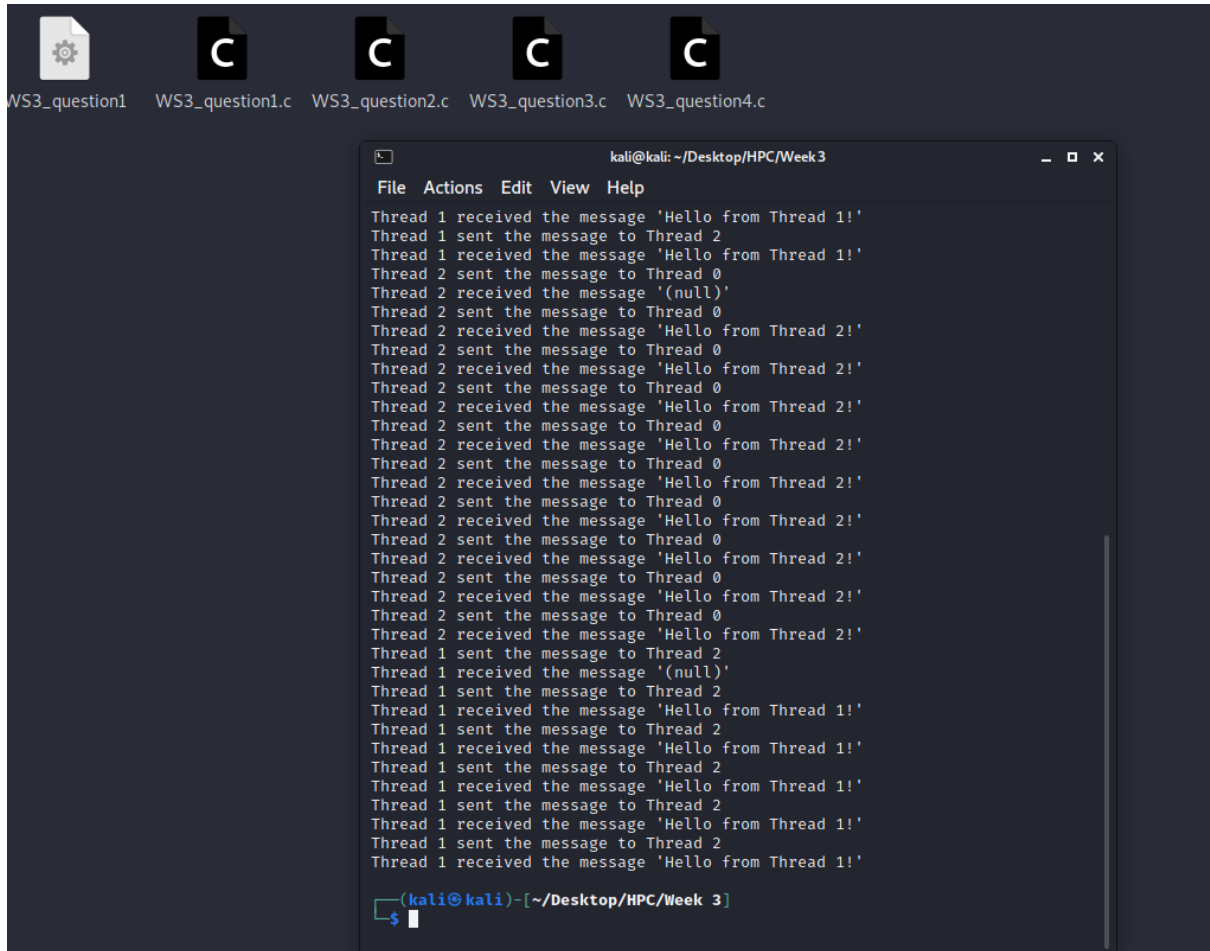 C C C C
WS3_question1 WS3_question1.c WS3_question2.c WS3_question3.c WS3_question4.c
kali@kali: ~/Desktop/HPC/Week 3
File Actions Edit View Help
Thread 1 received the message 'Hello from Thread 1!'
Thread 1 sent the message to Thread 2
Thread 1 received the message 'Hello from Thread 1!'
Thread 2 sent the message to Thread 0
Thread 2 received the message '(null)'
Thread 2 sent the message to Thread 0
Thread 2 received the message 'Hello from Thread 2!'
Thread 2 sent the message to Thread 0
Thread 2 received the message 'Hello from Thread 2!'
Thread 2 sent the message to Thread 0
Thread 2 received the message 'Hello from Thread 2!'
Thread 2 sent the message to Thread 0
Thread 2 received the message 'Hello from Thread 2!'
Thread 2 sent the message to Thread 0
Thread 2 received the message 'Hello from Thread 2!'
Thread 2 sent the message to Thread 0
Thread 2 received the message 'Hello from Thread 2!'
Thread 2 sent the message to Thread 0
Thread 2 received the message 'Hello from Thread 2!'
Thread 2 sent the message to Thread 0
Thread 2 received the message 'Hello from Thread 2!'
Thread 2 sent the message to Thread 0
Thread 2 received the message 'Hello from Thread 2!'
Thread 1 sent the message to Thread 2
Thread 1 received the message '(null)'
Thread 1 sent the message to Thread 2
Thread 1 received the message 'Hello from Thread 1!'
Thread 1 sent the message to Thread 2
Thread 1 received the message 'Hello from Thread 1!'
Thread 1 sent the message to Thread 2
Thread 1 received the message 'Hello from Thread 1!'
Thread 1 sent the message to Thread 2
Thread 1 received the message 'Hello from Thread 1!'
Thread 1 sent the message to Thread 2
Thread 1 received the message 'Hello from Thread 1!'
┌──(kali㉿kali)-[~/Desktop/HPC/Week 3]
└─$